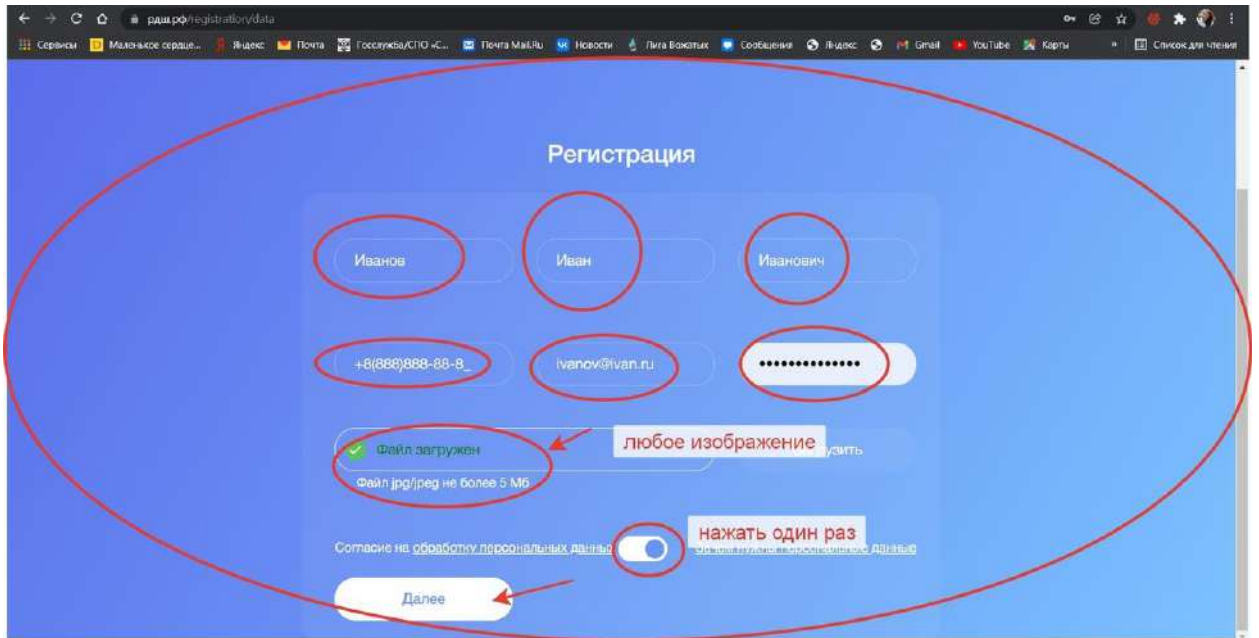 рдш.рф/registration/data
Сервисы Маленькое сердце... Яндекс Почта Госслужба/СПО «С... Почта Mail.Ru Новости Лига Вожатых Сообщения Яндекс Gmail YouTube Карты » Список для чтения
Регистрация
Иванов Иван Иванович
+8(888)888-88-8_ ivanov@ivan.ru ••••••••••••••
Файл загружен любое изображение
Файл jpg/jpeg не более 5 Мб
нажать один раз
Согласие на обработку персональных данные
Далее